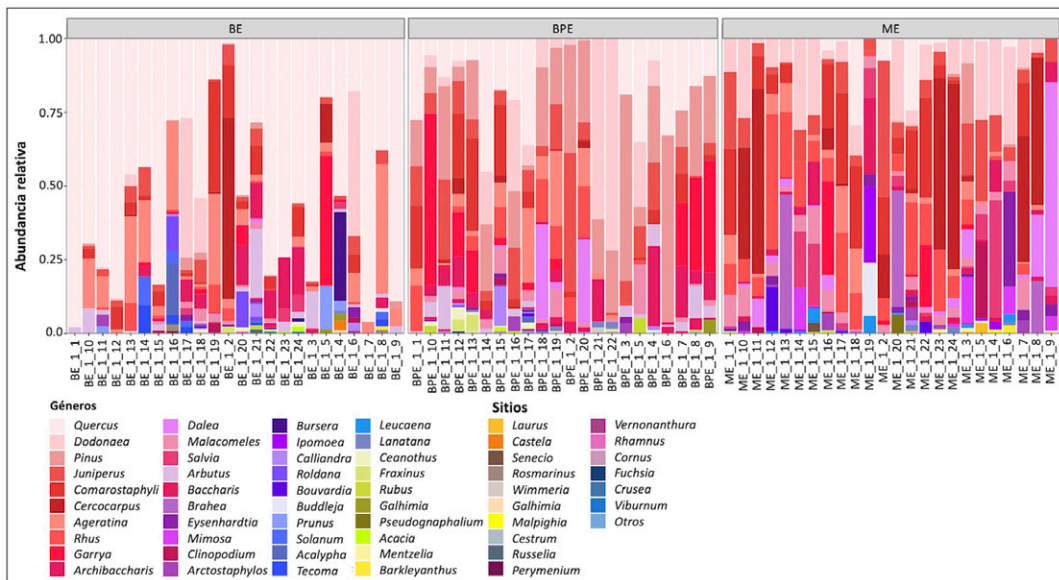 BE BPE ME
Abundancia relativa
1.00
0.75
0.50
0.25
0.0
BE_1_1 BE_1_10 BE_1_11 BE_1_12 BE_1_13 BE_1_14 BE_1_15 BE_1_16 BE_1_17 BE_1_18 BE_1_19 BE_1_2 BE_1_20 BE_1_21 BE_1_22 BE_1_23 BE_1_24 BE_1_3 BE_1_5 BE_1_4 BE_1_6 BE_1_7 BE_1_8 BE_1_9 BPE_1_1 BPE_1_10 BPE_1_11 BPE_1_12 BPE_1_13 BPE_1_14 BPE_1_15 BPE_1_16 BPE_1_17 BPE_1_18 BPE_1_19 BPE_1_2 BPE_1_20 BPE_1_21 BPE_1_22 BPE_1_3 BPE_1_5 BPE_1_4 BPE_1_6 BPE_1_7 BPE_1_8 BPE_1_9 ME_1_1 ME_1_10 ME_1_11 ME_1_12 ME_1_13 ME_1_14 ME_1_15 ME_1_16 ME_1_17 ME_1_18 ME_1_19 ME_1_2 ME_1_20 ME_1_21 ME_1_22 ME_1_23 ME_1_24 ME_1_3 ME_1_5 ME_1_4 ME_1_6 ME_1_7 ME_1_8 ME_1_9
Géneros Sitios
Quercus Dalea Bursera Leucaena Laurus Vernonanthura
Dodonaea Malacomeles Ipomoea Lanatana Castela Rhamnus
Pinus Salvia Calliandra Ceanothus Senecio Cornus
Juniperus Arbutus Roldana Fraxinus Rosmarinus Fuchsia
Comarostaphyli Baccharis Bouvardia Rubus Wimmeria Crusea
Cercocarpus Brahea Buddleja Galhimia Galhimia Viburnum
Ageratina Eysenhardtia Prunus Pseudognaphalium Malpighia Otros
Rhus Mimosa Solanum Acacia Cestrum
Garrya Clinopodium Acalypha Mentzelia Russelia
Archibaccharis Arctostaphylos Tecoma Barkleyanthus Perymenium